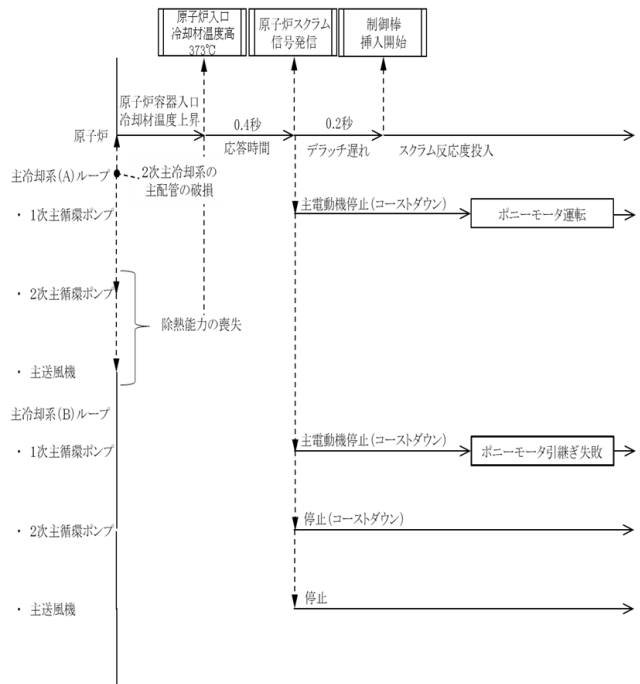 原子炉入口
冷却材温度高
373℃
原子炉スクラム
信号発信
制御棒
挿入開始
原子炉容器入口
冷却材温度上昇
0.4秒
0.2秒
原子炉
応答時間
デラッチ遅れ
スクラム反応度投入
主冷却系(A)ループ
2次主冷却系の
主配管の破損
・ 1次主循環ポンプ
主電動機停止(コーストダウン)
ポニーモータ運転
・ 2次主循環ポンプ
除熱能力の喪失
・ 主送風機
主冷却系(B)ループ
・ 1次主循環ポンプ
主電動機停止(コーストダウン)
ポニーモータ引継ぎ失敗
・ 2次主循環ポンプ
停止(コーストダウン)
・ 主送風機
停止